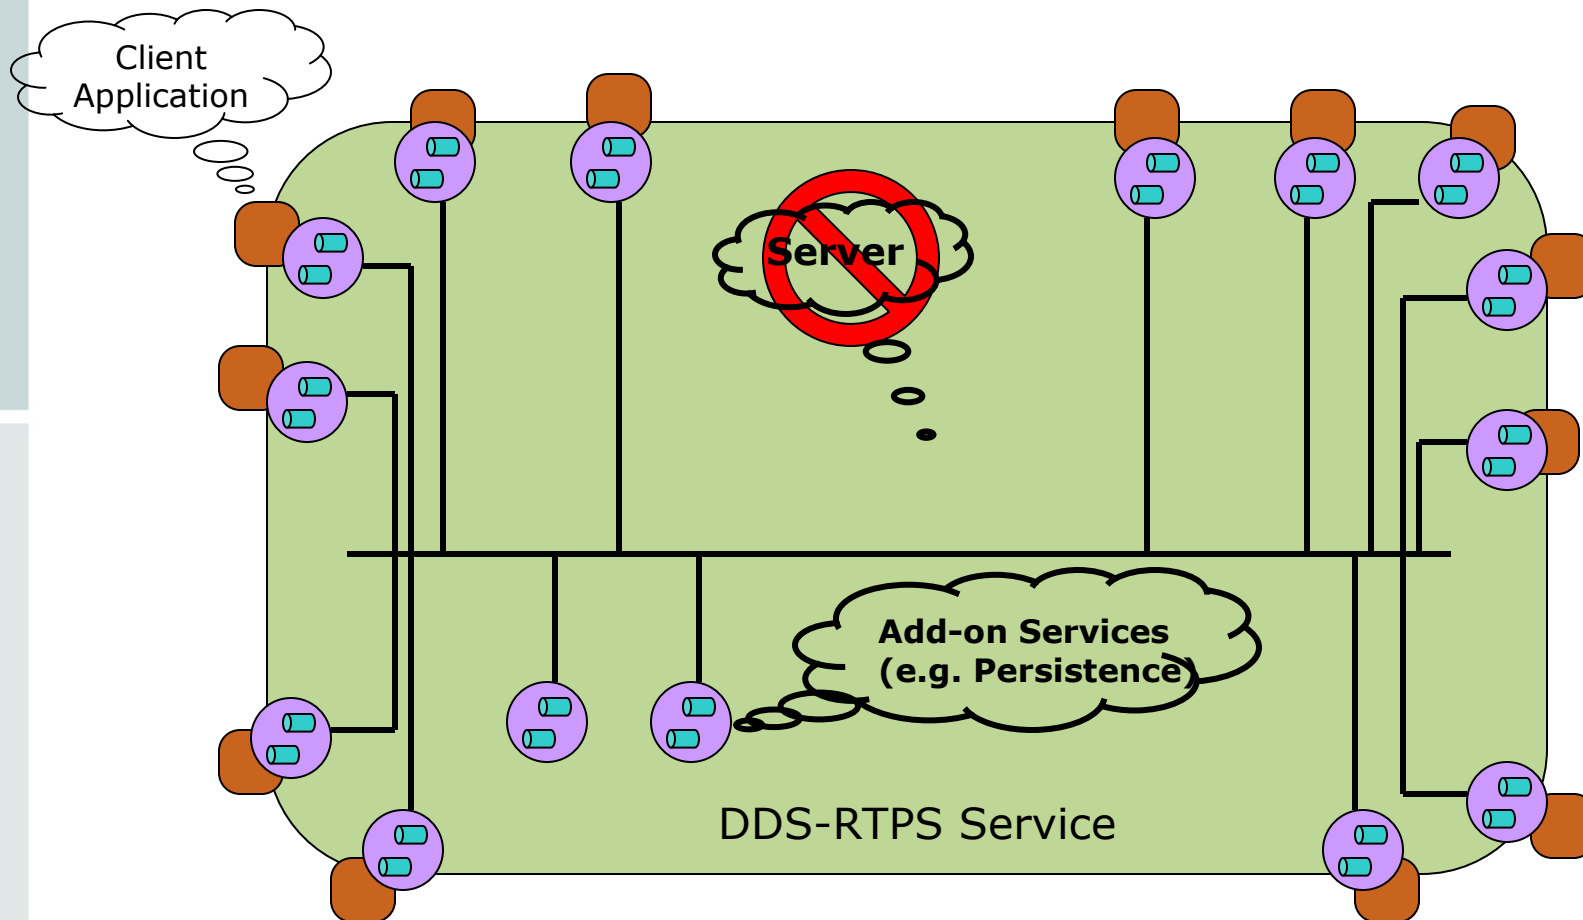 Client
Application
Server
Add-on Services
(e.g. Persistence)
DDS-RTPS Service